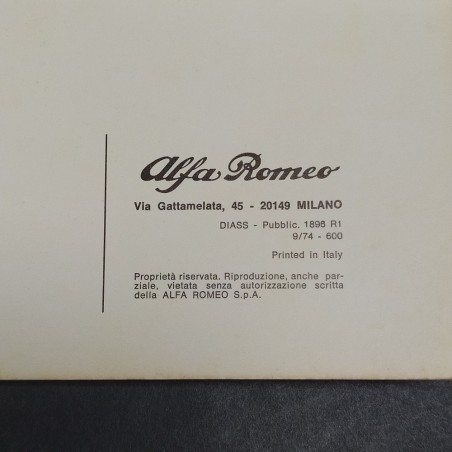 Alfa Romeo
Via Gattamelata, 45 - 20149 MILANO
DIASS - Pubblic. 1896 R1
9/74 - 600
Printed in Italy
Proprietà riservata. Riproduzione, anche par-
ziale, vietata senza autorizzazione scritta
della ALFA ROMEO S.p.A.